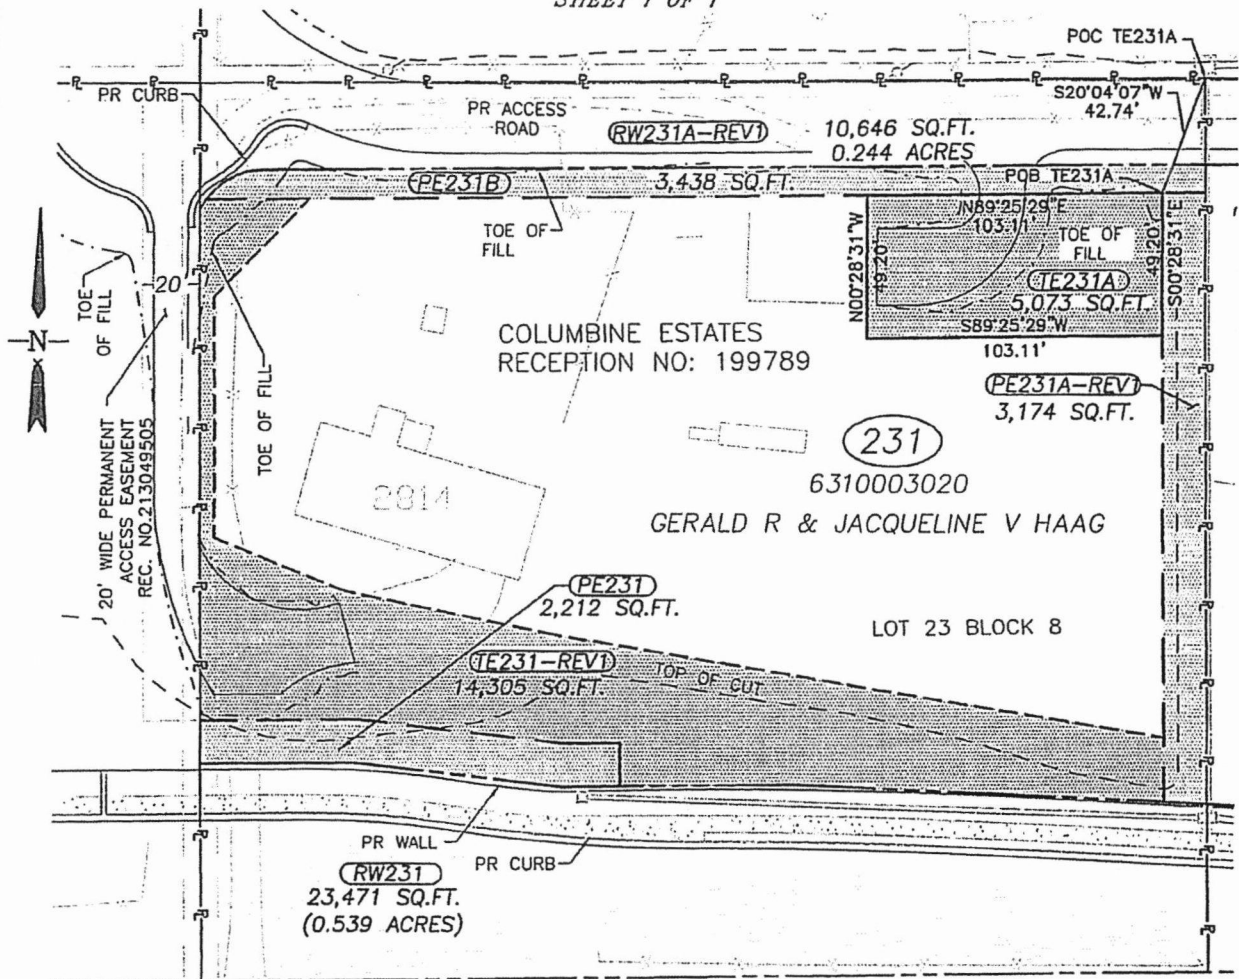 SHEET 1 OF 1
POC TE231A
S20°04'07"W
42.74'
PR CURB
PR ACCESS
ROAD
RW231A-REV1
10,646 SQ.FT.
0.244 ACRES
PE231B
3,438 SQ.FT.
POB TE231A
N89°25'29"E
103.11'
TOE OF
FILL
TOE OF
FILL
N00°28'31"W
49.20'
49.20'
S00°28'31"E
TE231A
5,073 SQ.FT.
S89°25'29"W
103.11'
20'
TOE
OF FILL
N
TOE OF FILL
COLUMBINE ESTATES
RECEPTION NO: 199789
PE231A-REV1
3,174 SQ.FT.
231
6310003020
GERALD R & JACQUELINE V HAAG
20' WIDE PERMANENT
ACCESS EASEMENT
REC. NO.213049505
2814
PE231
2,212 SQ.FT.
LOT 23 BLOCK 8
TE231-REV1
14,305 SQ.FT.
TOP OF CUT
PR WALL
PR CURB
RW231
23,471 SQ.FT.
(0.539 ACRES)